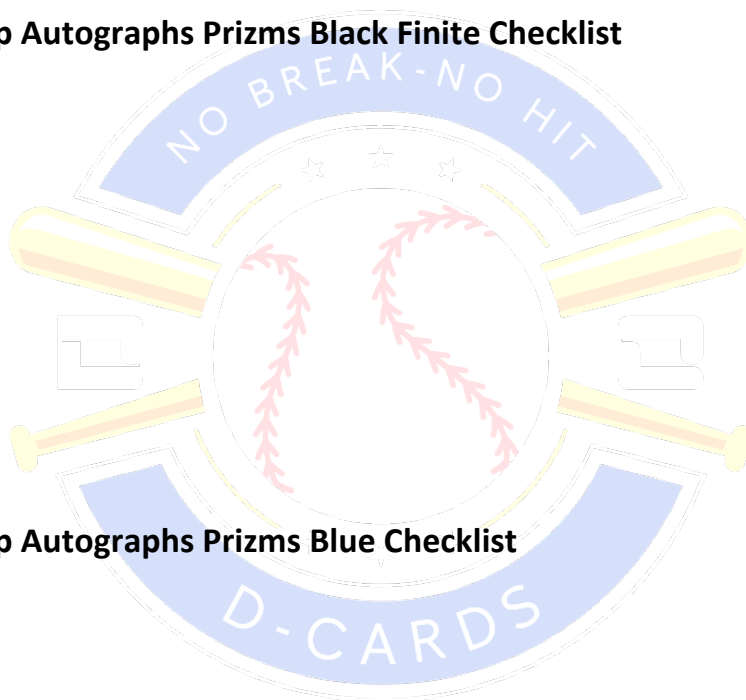 p Autographs Prizms Black Finite Checklist
NO BREAK-NO HIT
p Autographs Prizms Blue Checklist
D-CARDS